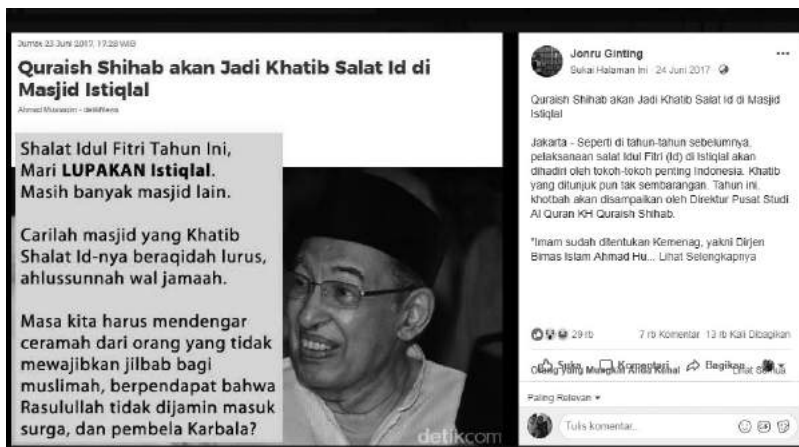 Jumat 23 Juni 2017, 17:28 WIB
Quraish Shihab akan Jadi Khatib Salat Id di
Masjid Istiqlal
detikNews
Shalat Idul Fitri Tahun Ini,
Mari LUPAKAN Istiqlal.
Masih banyak masjid lain.
Carilah masjid yang Khatib
Shalat Id-nya beraqidah lurus,
ahlussunnah wal jamaah.
Masa kita harus mendengar
ceramah dari orang yang tidak
mewajibkan jilbab bagi
muslimah, berpendapat bahwa
Rasulullah tidak dijamin masuk
surga, dan pembela Karbala?
detikcom
Jonru Ginting
Sukai Halaman Ini · 24 Juni 2017
Quraish Shihab akan Jadi Khatib Salat Id di Masjid
Istiqlal
Jakarta - Seperti di tahun-tahun sebelumnya,
pelaksanaan salat Idul Fitri (Id) di Istiqlal akan
dihadiri oleh tokoh-tokoh penting Indonesia. Khatib
yang ditunjuk pun tak sembarangan. Tahun ini,
khotbah akan disampaikan oleh Direktur Pusat Studi
Al Quran KH Quraish Shihab.
"Imam sudah ditentukan Kemenag, yakni Dirjen
Bimas Islam Ahmad Hu... Lihat Selengkapnya
29 rb 7 rb Komentar 13 rb Kali Dibagikan
Suka Komentari Bagikan
Orang yang Mungkin Anda Kenal Lihat Semua
Paling Relevan
Tulis komentar...